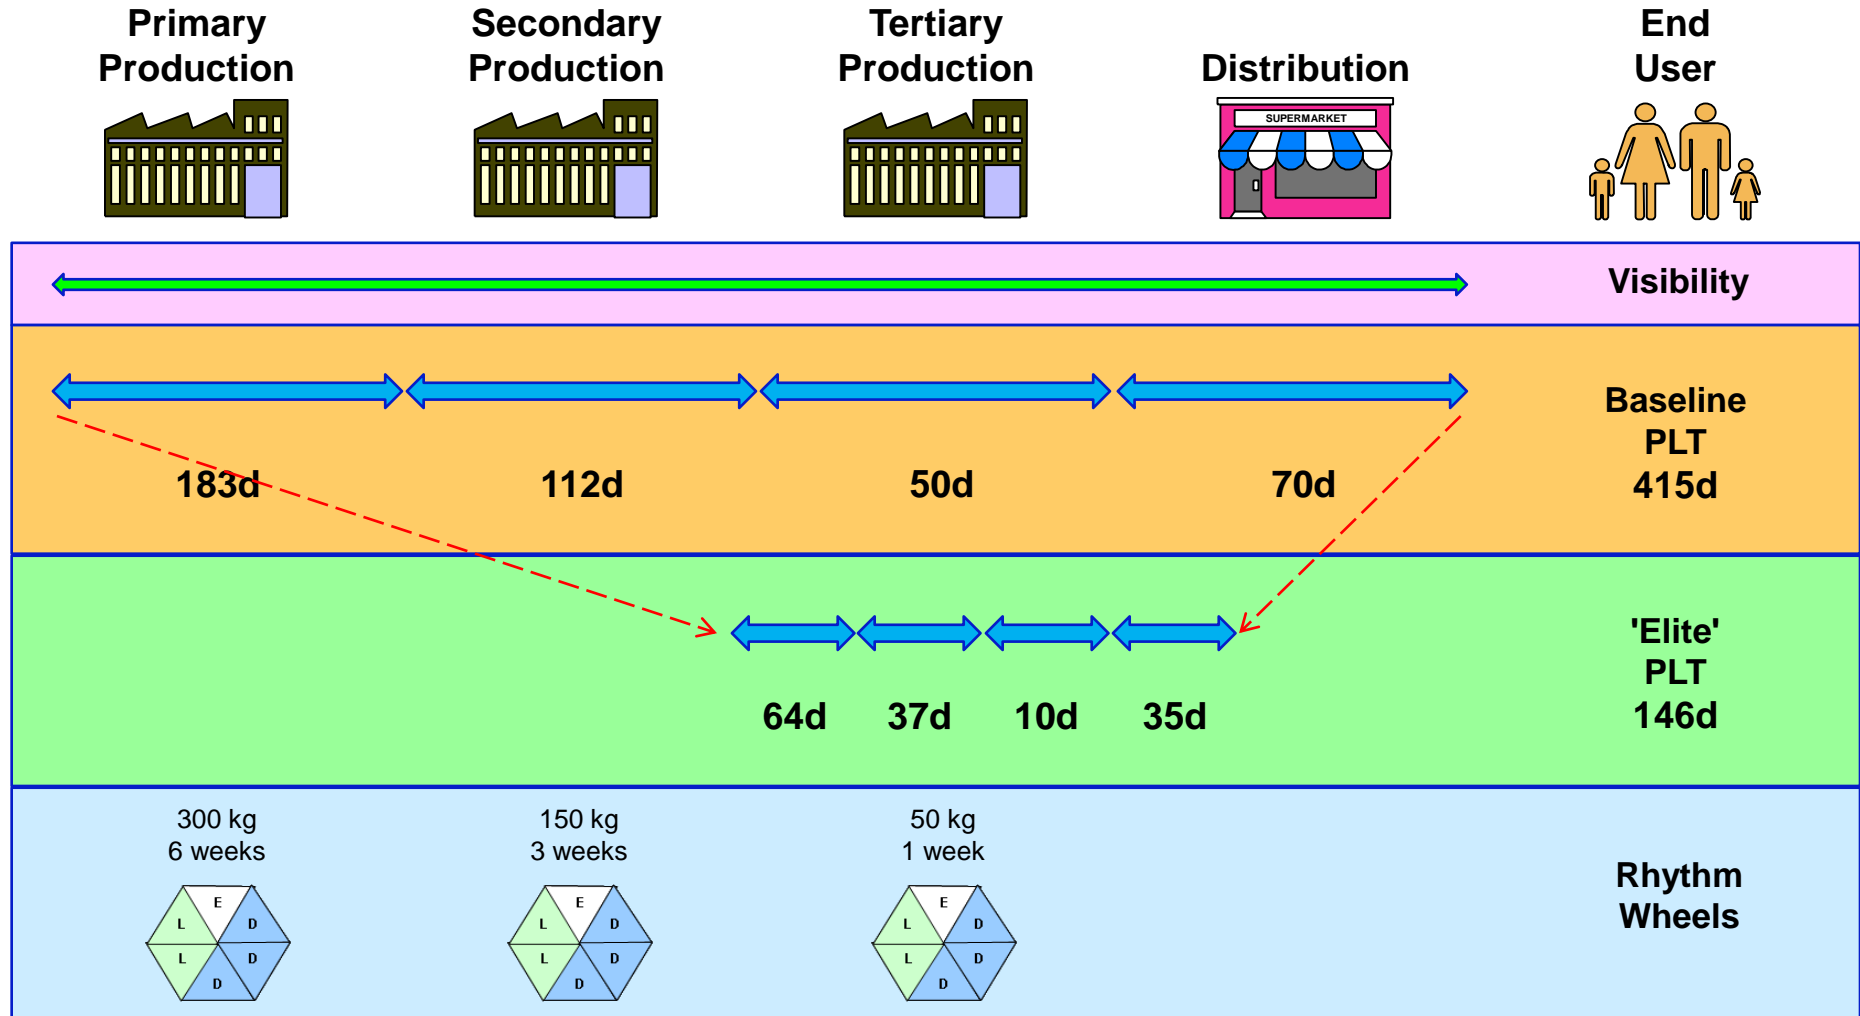 Primary
Production
Secondary
Production
Tertiary
Production
Distribution
End
User
SUPERMARKET
Visibility
183d
112d
50d
70d
Baseline
PLT
415d
64d
37d
10d
35d
'Elite'
PLT
146d
300 kg
6 weeks
150 kg
3 weeks
50 kg
1 week
Rhythm
Wheels
E
L D
L D
D
E
L D
L D
D
E
L D
L D
D